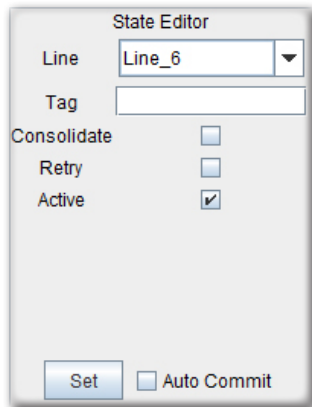 State Editor
Line Line_6
Tag
Consolidate
Retry
Active
Set Auto Commit